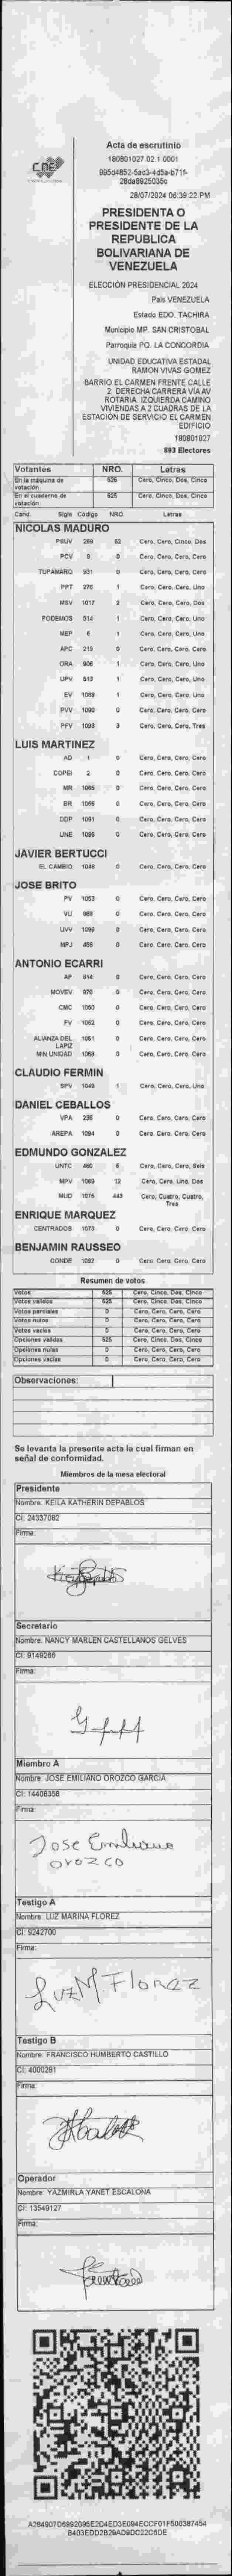 CNE
Acta de escrutinio
180801027.02.1.0001
28/07/2024 06:39:22 PM
PRESIDENTA O
PRESIDENTE DE LA
REPUBLICA
BOLIVARIANA DE
VENEZUELA
ELECCIÓN PRESIDENCIAL 2024
País VENEZUELA
Estado EDO. TACHIRA
Municipio MP. SAN CRISTOBAL
Parroquia PQ. LA CONCORDIA
UNIDAD EDUCATIVA ESTADAL
RAMON VIVAS GOMEZ
BARRIO EL CARMEN FRENTE CALLE
2. DERECHA CARRERA VIA AV
ROTARIA. IZQUIERDA CAMINO
VIVIENDAS A 2 CUADRAS DE LA
ESTACIÓN DE SERVICIO EL CARMEN
EDIFICIO
180801027
893 Electores
Votantes NRO. Letras
En la máquina de votación 525 Cero, Cinco, Dos, Cinco
En el cuaderno de votación 525 Cero, Cinco, Dos, Cinco
Cand. Sigla Código NRO. Letras
NICOLAS MADURO
PSUV 269 52 Cero, Cero, Cinco, Dos
PCV 9 0 Cero, Cero, Cero, Cero
TUPAMARO 931 0 Cero, Cero, Cero, Cero
PPT 278 1 Cero, Cero, Cero, Uno
MSV 1017 2 Cero, Cero, Cero, Dos
PODEMOS 514 1 Cero, Cero, Cero, Uno
MEP 6 1 Cero, Cero, Cero, Uno
APC 219 0 Cero, Cero, Cero, Cero
ORA 906 1 Cero, Cero, Cero, Uno
UPV 613 1 Cero, Cero, Cero, Uno
EV 1089 1 Cero, Cero, Cero, Uno
PVV 1090 0 Cero, Cero, Cero, Cero
PFV 1093 3 Cero, Cero, Cero, Tres
LUIS MARTINEZ
AD 1 0 Cero, Cero, Cero, Cero
COPEI 2 0 Cero, Cero, Cero, Cero
MR 1065 0 Cero, Cero, Cero, Cero
BR 1066 0 Cero, Cero, Cero, Cero
DDP 1091 0 Cero, Cero, Cero, Cero
UNE 1095 0 Cero, Cero, Cero, Cero
JAVIER BERTUCCI
EL CAMBIO 1048 0 Cero, Cero, Cero, Cero
JOSE BRITO
PV 1053 0 Cero, Cero, Cero, Cero
VU 989 0 Cero, Cero, Cero, Cero
UVV 1098 0 Cero, Cero, Cero, Cero
MPJ 458 0 Cero, Cero, Cero, Cero
ANTONIO ECARRI
AP 814 0 Cero, Cero, Cero, Cero
MOVEV 878 0 Cero, Cero, Cero, Cero
CMC 1050 0 Cero, Cero, Cero, Cero
FV 1052 0 Cero, Cero, Cero, Cero
ALIANZA DEL LAPIZ 1051 0 Cero, Cero, Cero, Cero
MIN UNIDAD 1068 0 Cero, Cero, Cero, Cero
CLAUDIO FERMIN
SPV 1049 1 Cero, Cero, Cero, Uno
DANIEL CEBALLOS
VPA 236 0 Cero, Cero, Cero, Cero
AREPA 1094 0 Cero, Cero, Cero, Cero
EDMUNDO GONZALEZ
UNTC 460 6 Cero, Cero, Cero, Seis
MPV 1069 12 Cero, Cero, Uno, Dos
MUD 1075 443 Cero, Cuatro, Cuatro, Tres
ENRIQUE MARQUEZ
CENTRADOS 1073 0 Cero, Cero, Cero, Cero
BENJAMIN RAUSSEO
CONDE 1092 0 Cero, Cero, Cero, Cero
Resumen de votos
Votos 525 Cero, Cinco, Dos, Cinco
Votos válidos 525 Cero, Cinco, Dos, Cinco
Votos parciales 0 Cero, Cero, Cero, Cero
Votos nulos 0 Cero, Cero, Cero, Cero
Votos vacíos 0 Cero, Cero, Cero, Cero
Opciones válidas 525 Cero, Cinco, Dos, Cinco
Opciones nulas 0 Cero, Cero, Cero, Cero
Opciones vacías 0 Cero, Cero, Cero, Cero
Observaciones:
Se levanta la presente acta la cual firman en
señal de conformidad.
Miembros de la mesa electoral
Presidente
Nombre: KEILA KATHERIN DEPABLOS
CI: 24337082
Firma:
Secretario
Nombre: NANCY MARLEN CASTELLANOS GELVES
CI: 9149266
Firma:
Miembro A
Nombre: JOSE EMILIANO OROZCO GARCIA
CI: 14408358
Firma:
Jose Emiliano
orozco
Testigo A
Nombre: LUZ MARINA FLOREZ
CI: 9242700
Firma:
Luz M Florez
Testigo B
Nombre: FRANCISCO HUMBERTO CASTILLO
CI: 4000281
Firma:
Operador
Nombre: YAZMIRLA YANET ESCALONA
CI: 13549127
Firma: